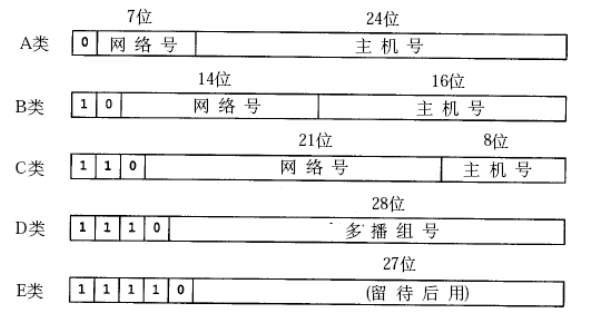 7位 24位
A类 0 网络号 主机号
14位 16位
B类 1 0 网络号 主机号
21位 8位
C类 1 1 0 网络号 主机号
28位
D类 1 1 1 0 多播组号
27位
E类 1 1 1 1 0 (留待后用)